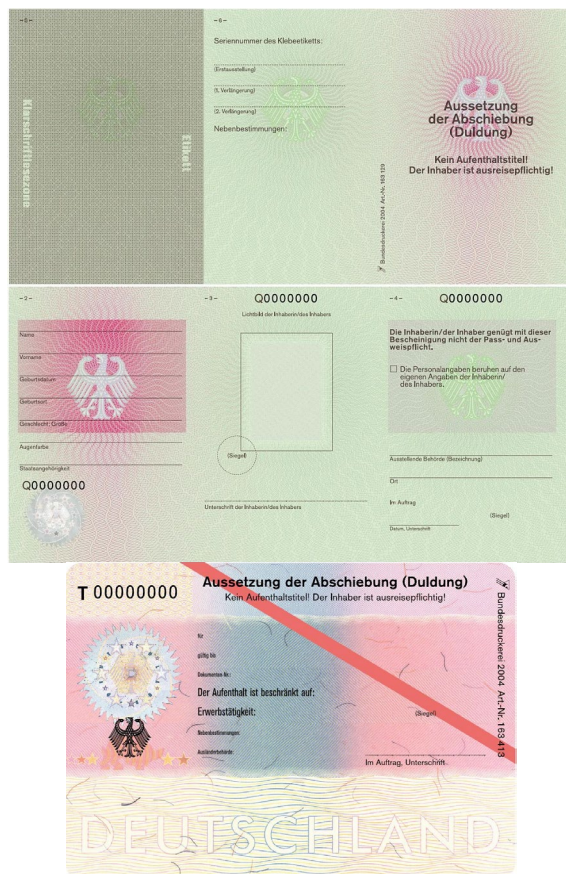 –5–
Klarschriftlesezone
Etikett
–6–
Seriennummer des Klebeetiketts:
(Erstausstellung)
(1. Verlängerung)
(2. Verlängerung)
Nebenbestimmungen:
Bundesdruckerei 2004 Art.-Nr. 163 129
Aussetzung
der Abschiebung
(Duldung)
Kein Aufenthaltstitel!
Der Inhaber ist ausreisepflichtig!
–2–
Name
Vorname
Geburtsdatum
Geburtsort
Geschlecht Größe
Augenfarbe
Staatsangehörigkeit
Q0000000
–3–
Q0000000
Lichtbild der Inhaberin/des Inhabers
(Siegel)
Unterschrift der Inhaberin/des Inhabers
–4–
Q0000000
Die Inhaberin/der Inhaber genügt mit dieser
Bescheinigung nicht der Pass- und Aus-
weispflicht.
Die Personalangaben beruhen auf den
eigenen Angaben der Inhaberin/
des Inhabers.
Ausstellende Behörde (Bezeichnung)
Ort
Im Auftrag
(Siegel)
Datum, Unterschrift
T 00000000
Aussetzung der Abschiebung (Duldung)
Kein Aufenthaltstitel! Der Inhaber ist ausreisepflichtig!
für
gültig bis
Dokumenten-Nr.:
Der Aufenthalt ist beschränkt auf:
Erwerbstätigkeit:
(Siegel)
Nebenbestimmungen:
Ausländerbehörde:
Im Auftrag, Unterschrift
Bundesdruckerei 2004 Art.-Nr. 163 413
DEUTSCHLAND